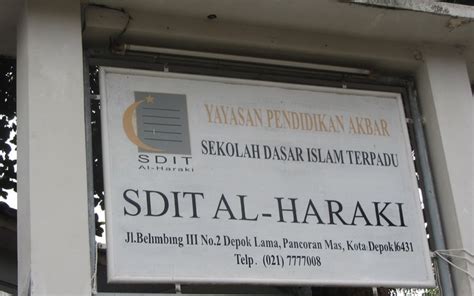 SDIT
Al-Haraki
YAYASAN PENDIDIKAN AKBAR
SEKOLAH DASAR ISLAM TERPADU
SDIT AL-HARAKI
Jl.Belimbing III No.2 Depok Lama, Pancoran Mas, Kota Depok16431
Telp. (021) 7777008